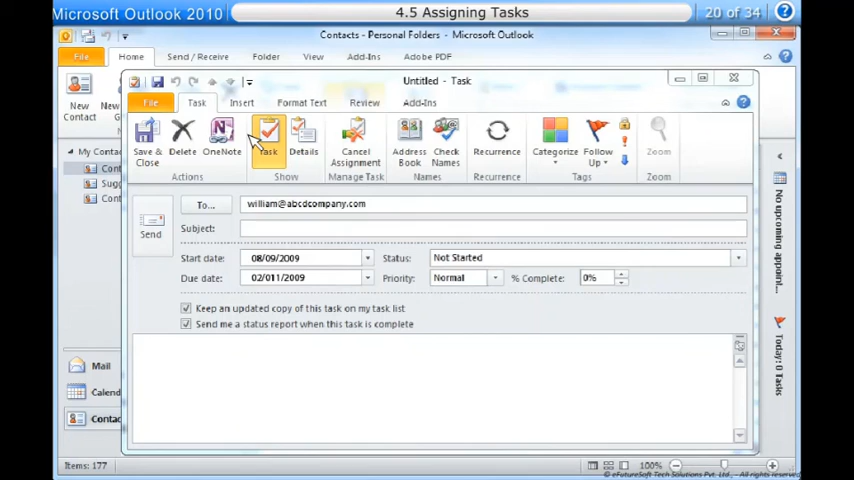 Microsoft Outlook 2010
4.5 Assigning Tasks
20 of 34
Contacts - Personal Folders - Microsoft Outlook
File Home Send / Receive Folder View Add-Ins Adobe PDF
New Contact
My Contac
Cont
Sugg
Cont
Untitled - Task
File Task Insert Format Text Review Add-Ins
Save & Close Delete OneNote Task Details Cancel Assignment Address Book Check Names Recurrence Categorize Follow Up Zoom
Actions Show Manage Task Names Recurrence Tags Zoom
To... william@abcdcompany.com
Send
Subject:
Start date: 08/09/2009 Status: Not Started
Due date: 02/011/2009 Priority: Normal % Complete: 0%
Keep an updated copy of this task on my task list
Send me a status report when this task is complete
No upcoming appoint...
Today: 0 Tasks
Mail
Calend
Contac
Items: 177
100%
© eFutureSoft Tech Solutions Pvt. Ltd., - All rights reserved